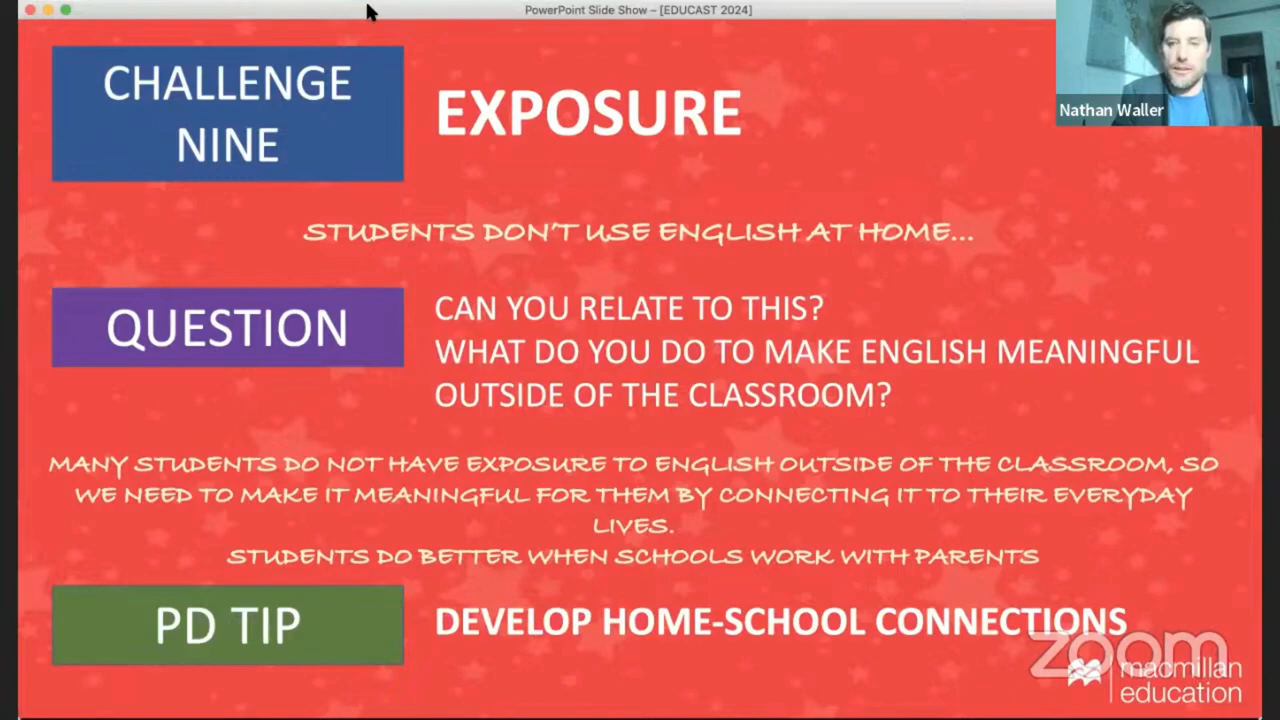 PowerPoint Slide Show – [EDUCAST 2024]
Nathan Waller
CHALLENGE
NINE
EXPOSURE
STUDENTS DON'T USE ENGLISH AT HOME...
QUESTION
CAN YOU RELATE TO THIS?
WHAT DO YOU DO TO MAKE ENGLISH MEANINGFUL
OUTSIDE OF THE CLASSROOM?
MANY STUDENTS DO NOT HAVE EXPOSURE TO ENGLISH OUTSIDE OF THE CLASSROOM, SO
WE NEED TO MAKE IT MEANINGFUL FOR THEM BY CONNECTING IT TO THEIR EVERYDAY
LIVES.
STUDENTS DO BETTER WHEN SCHOOLS WORK WITH PARENTS
PD TIP
DEVELOP HOME-SCHOOL CONNECTIONS
zoom
macmillan
education